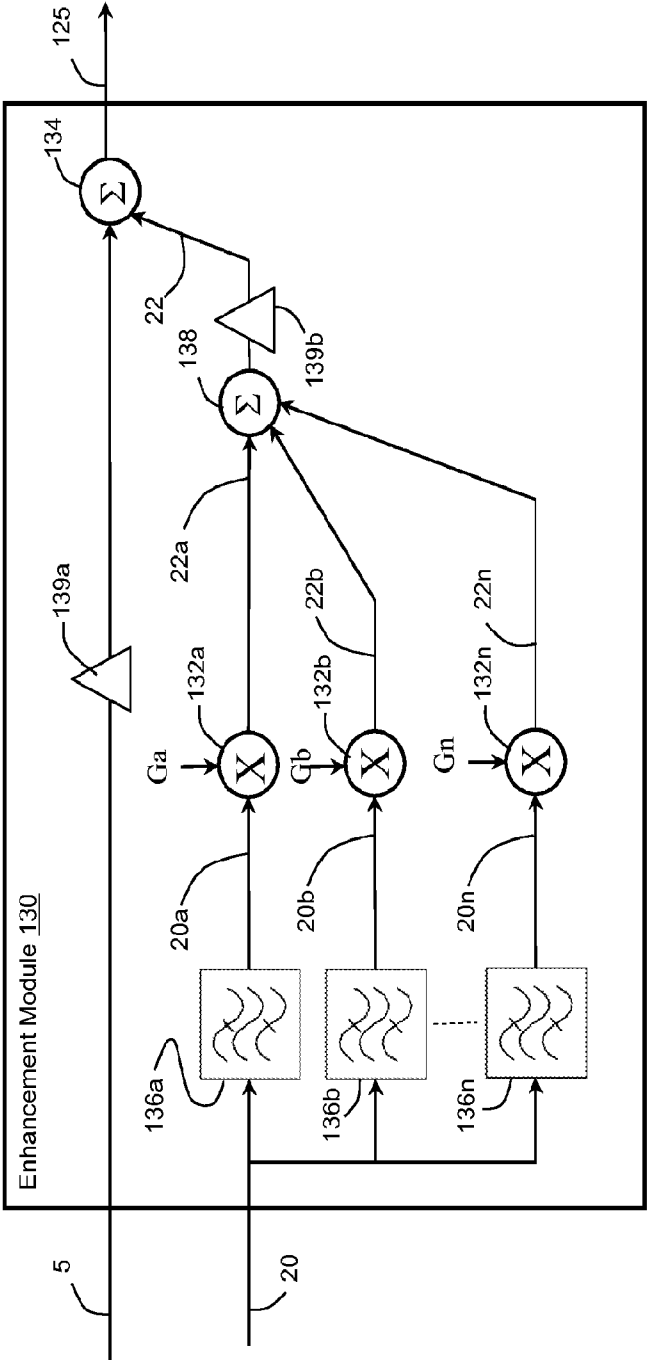 Enhancement Module 130
5
139a
134
125
22
138
139b
20
136a
20a
Ga
132a
22a
136b
20b
Gb
132b
22b
136n
20n
Gn
132n
22n
Σ
Σ
X
X
X